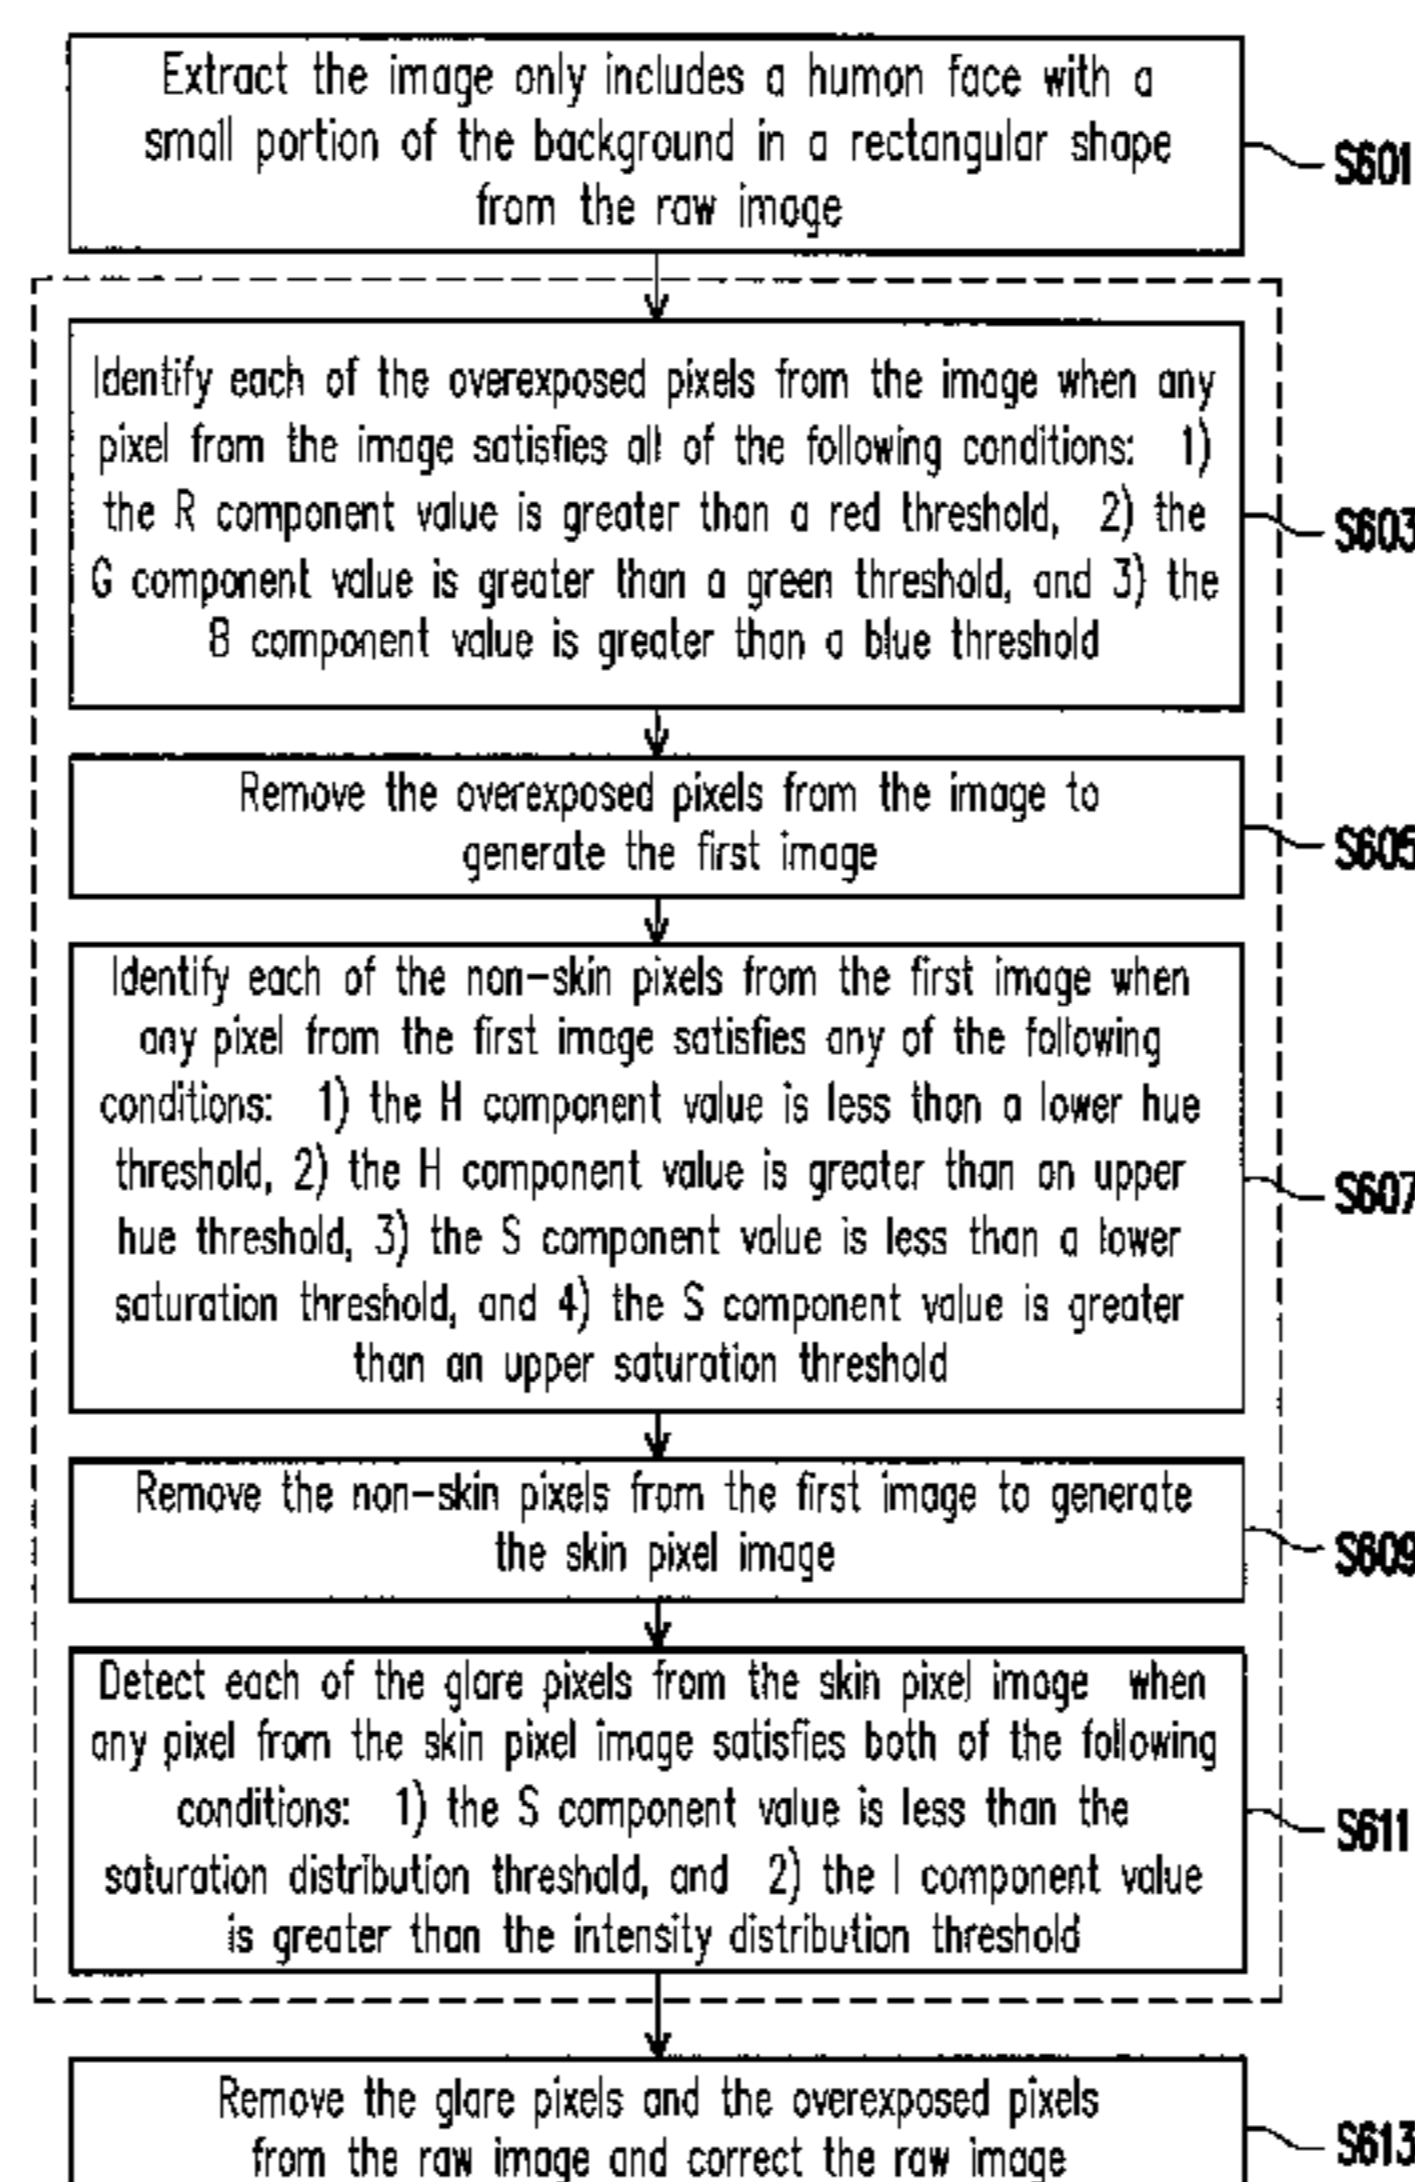 Extract the image only includes a human face with a
small portion of the background in a rectangular shape
from the raw image
S601
Identify each of the overexposed pixels from the image when any
pixel from the image satisfies all of the following conditions: 1)
the R component value is greater than a red threshold, 2) the
G component value is greater than a green threshold, and 3) the
B component value is greater than a blue threshold
S603
Remove the overexposed pixels from the image to
generate the first image
S605
Identify each of the non-skin pixels from the first image when
any pixel from the first image satisfies any of the following
conditions: 1) the H component value is less than a lower hue
threshold, 2) the H component value is greater than an upper
hue threshold, 3) the S component value is less than a lower
saturation threshold, and 4) the S component value is greater
than an upper saturation threshold
S607
Remove the non-skin pixels from the first image to generate
the skin pixel image
S609
Detect each of the glare pixels from the skin pixel image when
any pixel from the skin pixel image satisfies both of the following
conditions: 1) the S component value is less than the
saturation distribution threshold, and 2) the I component value
is greater than the intensity distribution threshold
S611
Remove the glare pixels and the overexposed pixels
from the raw image and correct the raw image
S613